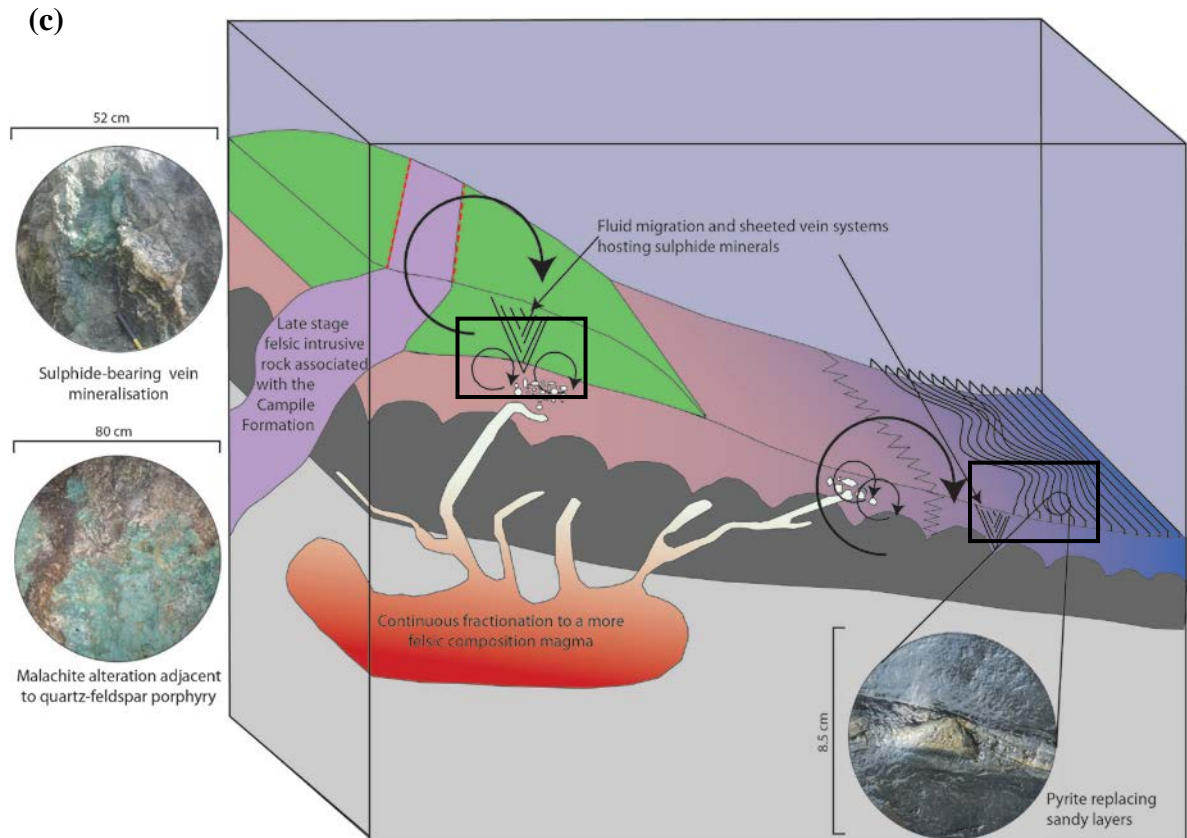 (c)
52 cm
Sulphide-bearing vein
mineralisation
80 cm
Malachite alteration adjacent
to quartz-feldspar porphyry
Late stage
felsic intrusive
rock associated
with the
Campile
Formation
Fluid migration and sheeted vein systems
hosting sulphide minerals
Continuous fractionation to a more
felsic composition magma
8.5 cm
Pyrite replacing
sandy layers